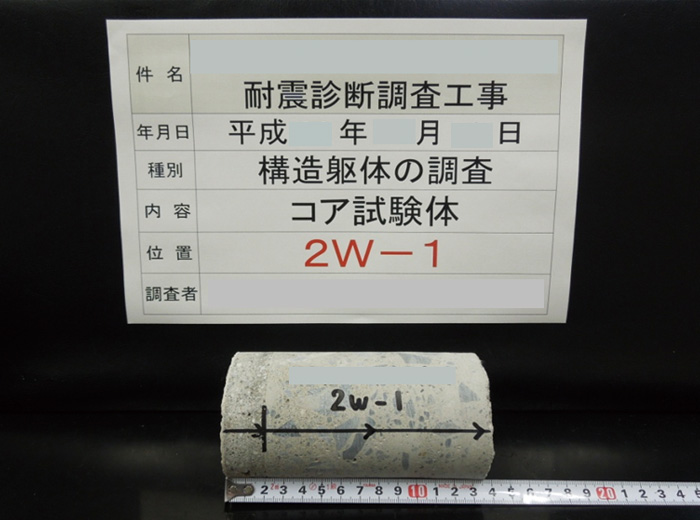 件名
耐震診断調査工事
年月日 平成 年 月 日
種別 構造躯体の調査
内容 コア試験体
位置 2W-1
調査者
2w-1
2 3 4 5 6 7 8 9 10 1 2 3 4 5 6 7 8 9 20 1 2 3 4